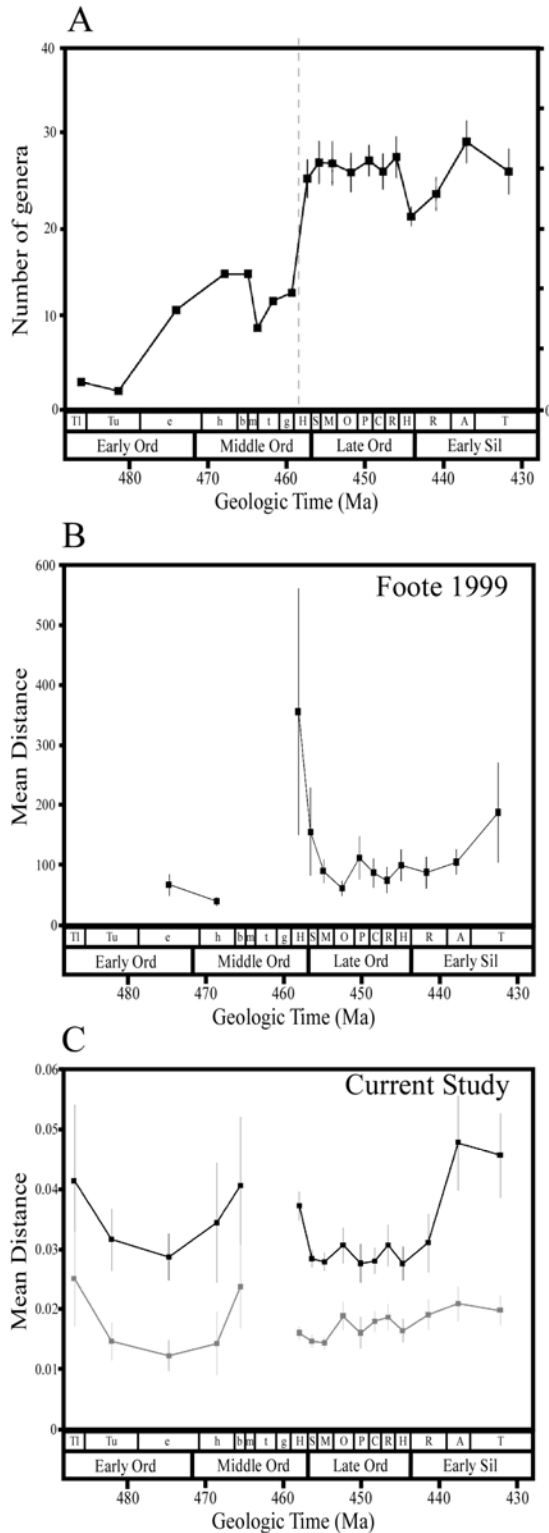 A
40
30
20
10
0
Number of genera
0
Tl Tu e h b m t g H S M O P C R H R A T
Early Ord Middle Ord Late Ord Early Sil
480 470 460 450 440 430
Geologic Time (Ma)
B
Foote 1999
600
500
400
300
200
100
0
Mean Distance
Tl Tu e h b m t g H S M O P C R H R A T
Early Ord Middle Ord Late Ord Early Sil
480 470 460 450 440 430
Geologic Time (Ma)
C
Current Study
0.06
0.05
0.04
0.03
0.02
0.01
0
Mean Distance
Tl Tu e h b m t g H S M O P C R H R A T
Early Ord Middle Ord Late Ord Early Sil
480 470 460 450 440 430
Geologic Time (Ma)